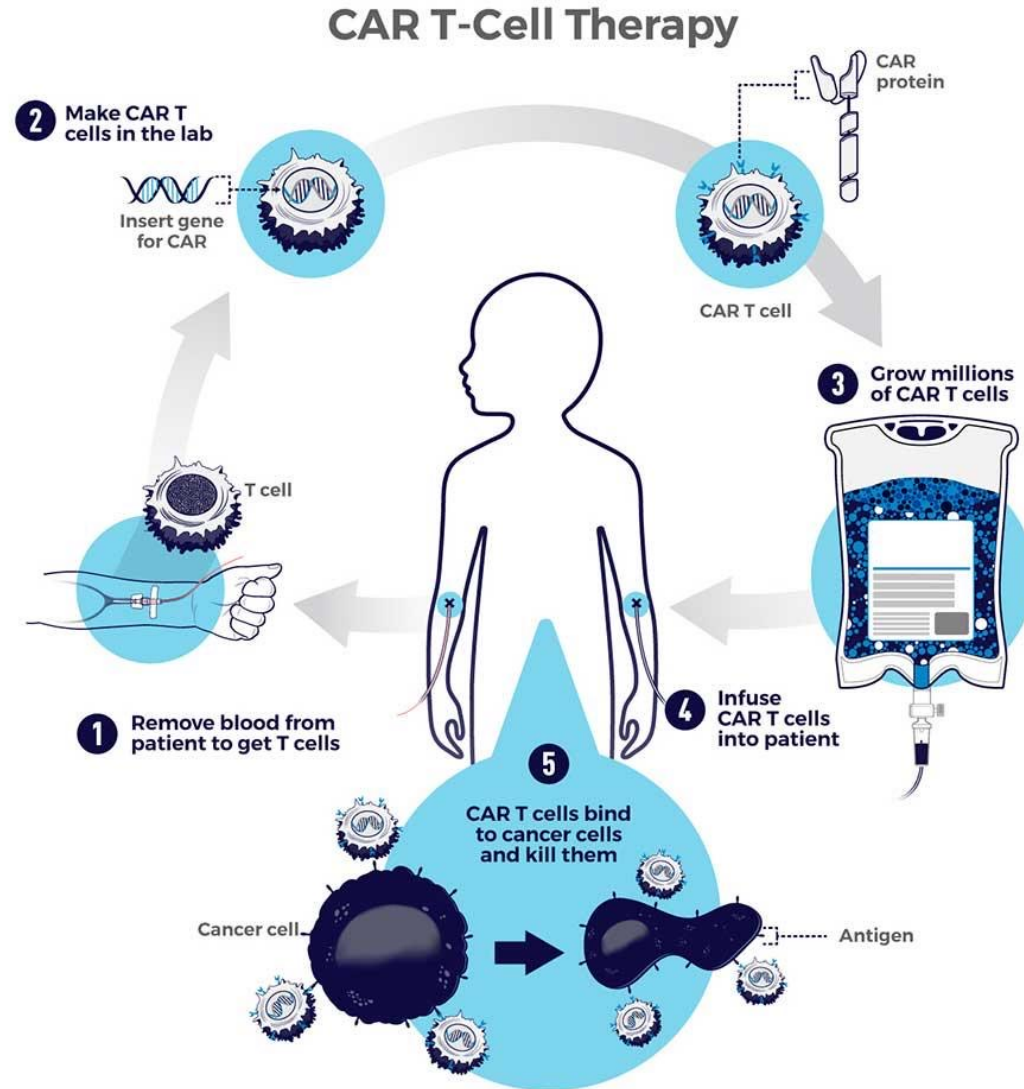 CAR T-Cell Therapy
CAR
protein
2
Make CAR T
cells in the lab
Insert gene
for CAR
CAR T cell
3
Grow millions
of CAR T cells
T cell
1
Remove blood from
patient to get T cells
4
Infuse
CAR T cells
into patient
5
CAR T cells bind
to cancer cells
and kill them
Cancer cell
Antigen